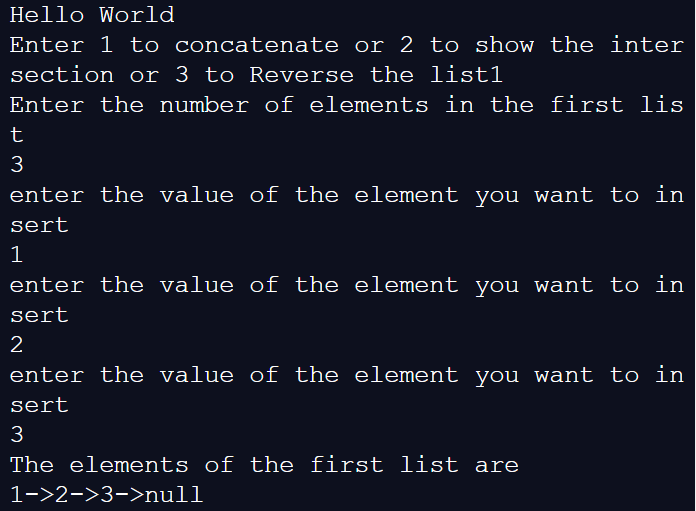 Hello World
Enter 1 to concatenate or 2 to show the inter
section or 3 to Reverse the list1
Enter the number of elements in the first lis
t
3
enter the value of the element you want to in
sert
1
enter the value of the element you want to in
sert
2
enter the value of the element you want to in
sert
3
The elements of the first list are
1->2->3->null